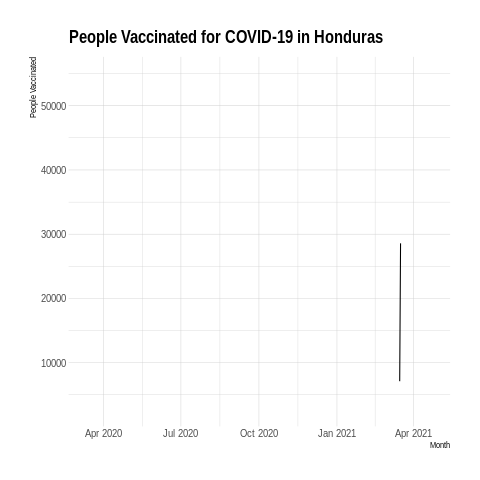 People Vaccinated for COVID-19 in Honduras
People Vaccinated
50000
40000
30000
20000
10000
Apr 2020 Jul 2020 Oct 2020 Jan 2021 Apr 2021
Month